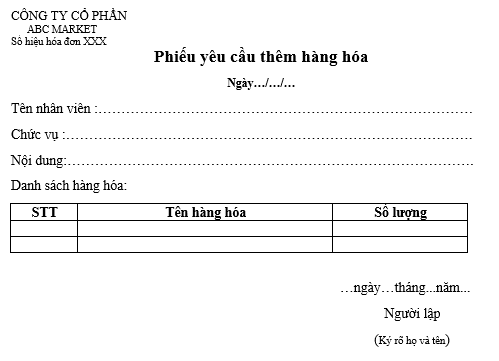 CÔNG TY CỔ PHẦN
ABC MARKET
Số hiệu hóa đơn XXX
Phiếu yêu cầu thêm hàng hóa
Ngày…/…/…
Tên nhân viên :…………………………………………………………………
Chức vụ :………………………………………………………………………
Nội dung:………………………………………………………………………
Danh sách hàng hóa:
STT Tên hàng hóa Số lượng
…ngày…tháng...năm...
Người lập
(Ký rõ họ và tên)